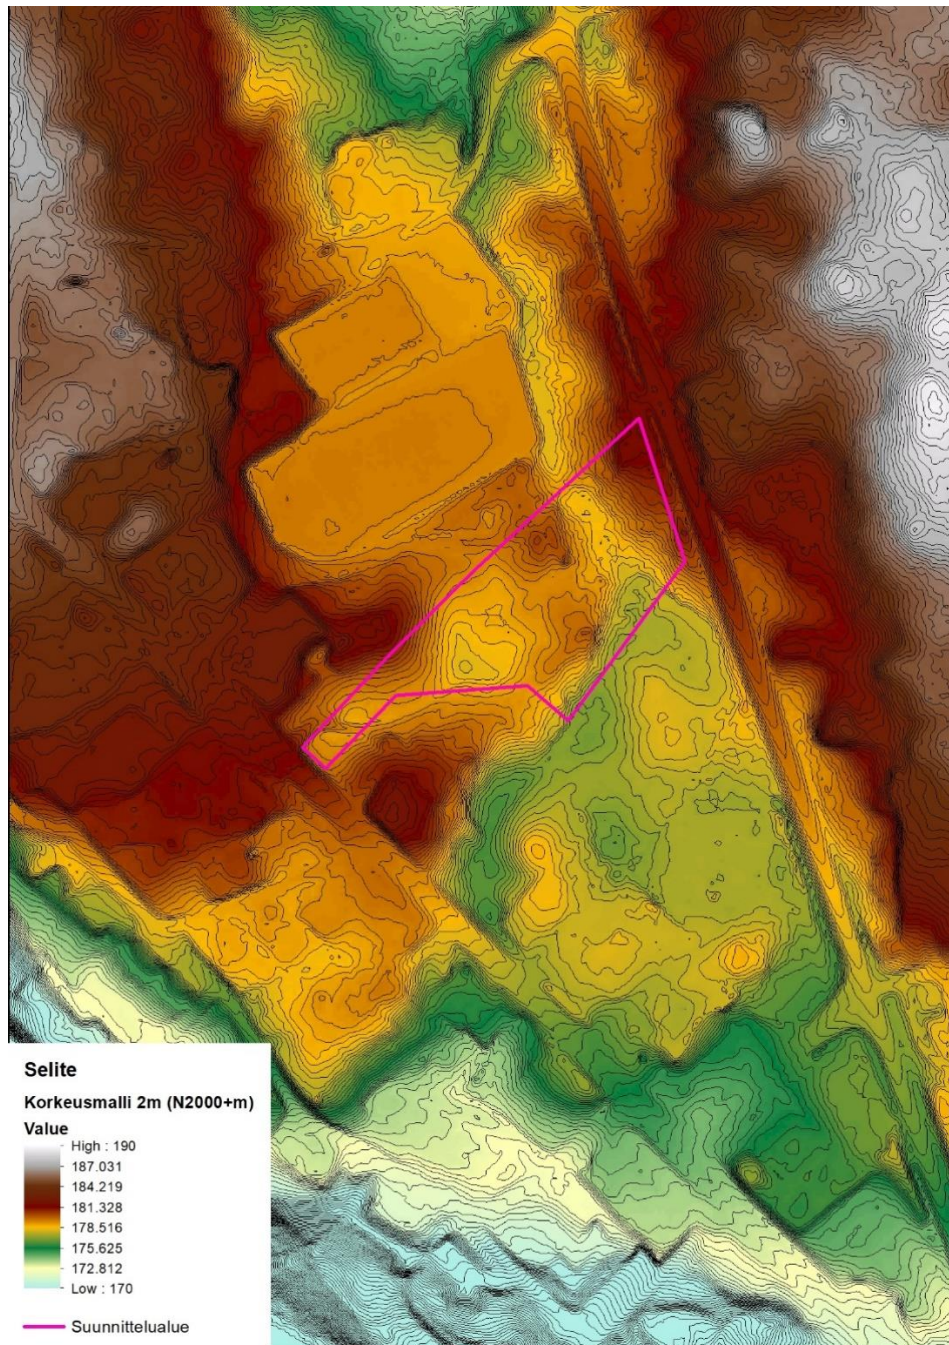 Selite
Korkeusmalli 2m (N2000+m)
Value
High : 190
187.031
184.219
181.328
178.516
175.625
172.812
Low : 170
Suunnittelualue